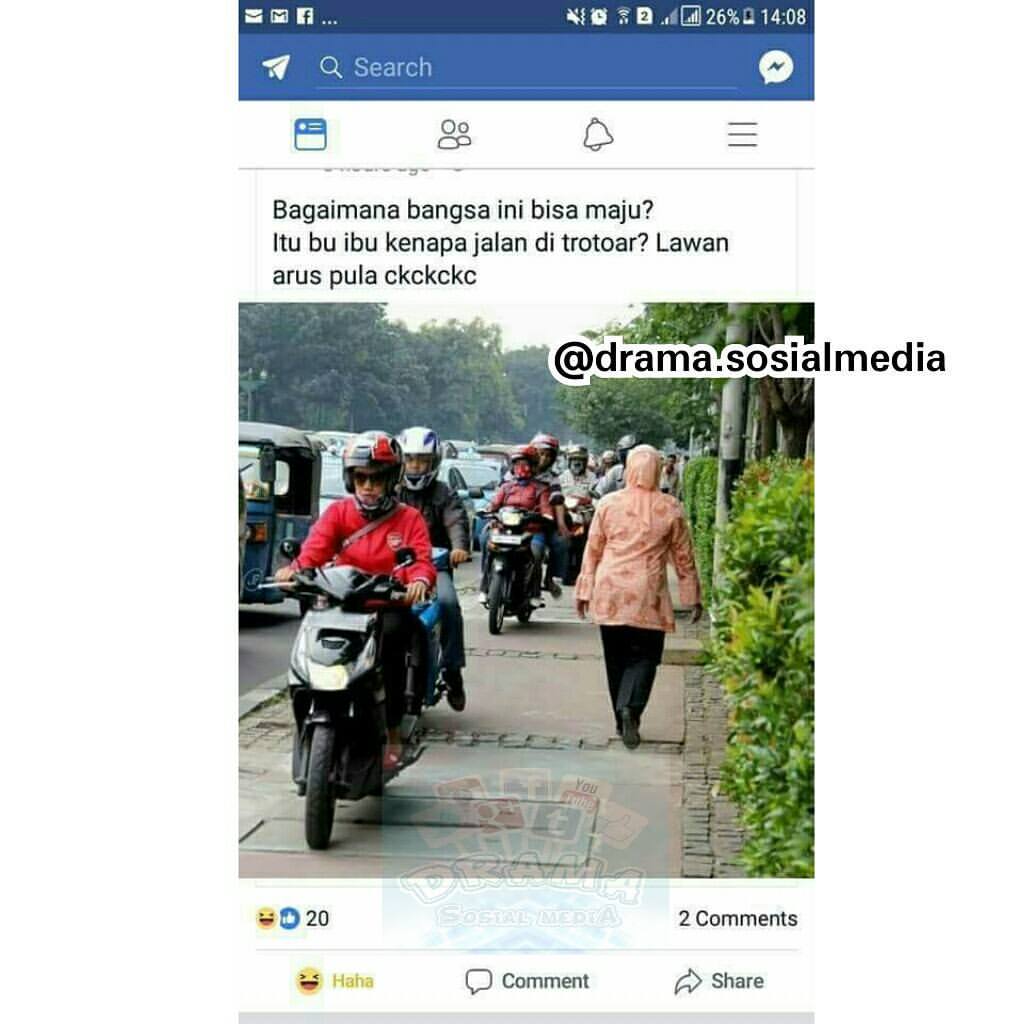 26% 14:08
Search
Bagaimana bangsa ini bisa maju?
Itu bu ibu kenapa jalan di trotoar? Lawan
arus pula ckckckc
@drama.sosialmedia
You
DRAMA
SOSIAL MEDIA
20
2 Comments
Haha
Comment
Share